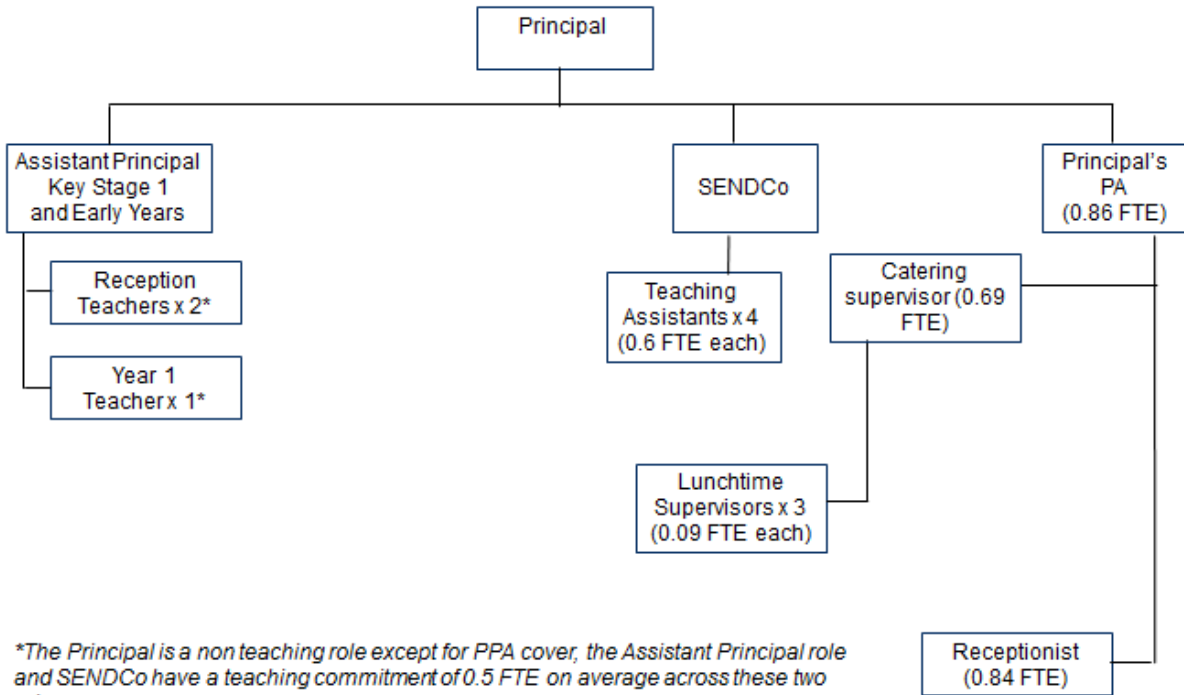 Principal
Assistant Principal
Key Stage 1
and Early Years
SENDCo
Principal's
PA
(0.86 FTE)
Reception
Teachers x 2*
Teaching
Assistants x 4
(0.6 FTE each)
Catering
supervisor (0.69
FTE)
Year 1
Teacher x 1*
Lunchtime
Supervisors x 3
(0.09 FTE each)
Receptionist
(0.84 FTE)
*The Principal is a non teaching role except for PPA cover, the Assistant Principal role
and SENDCo have a teaching commitment of 0.5 FTE on average across these two